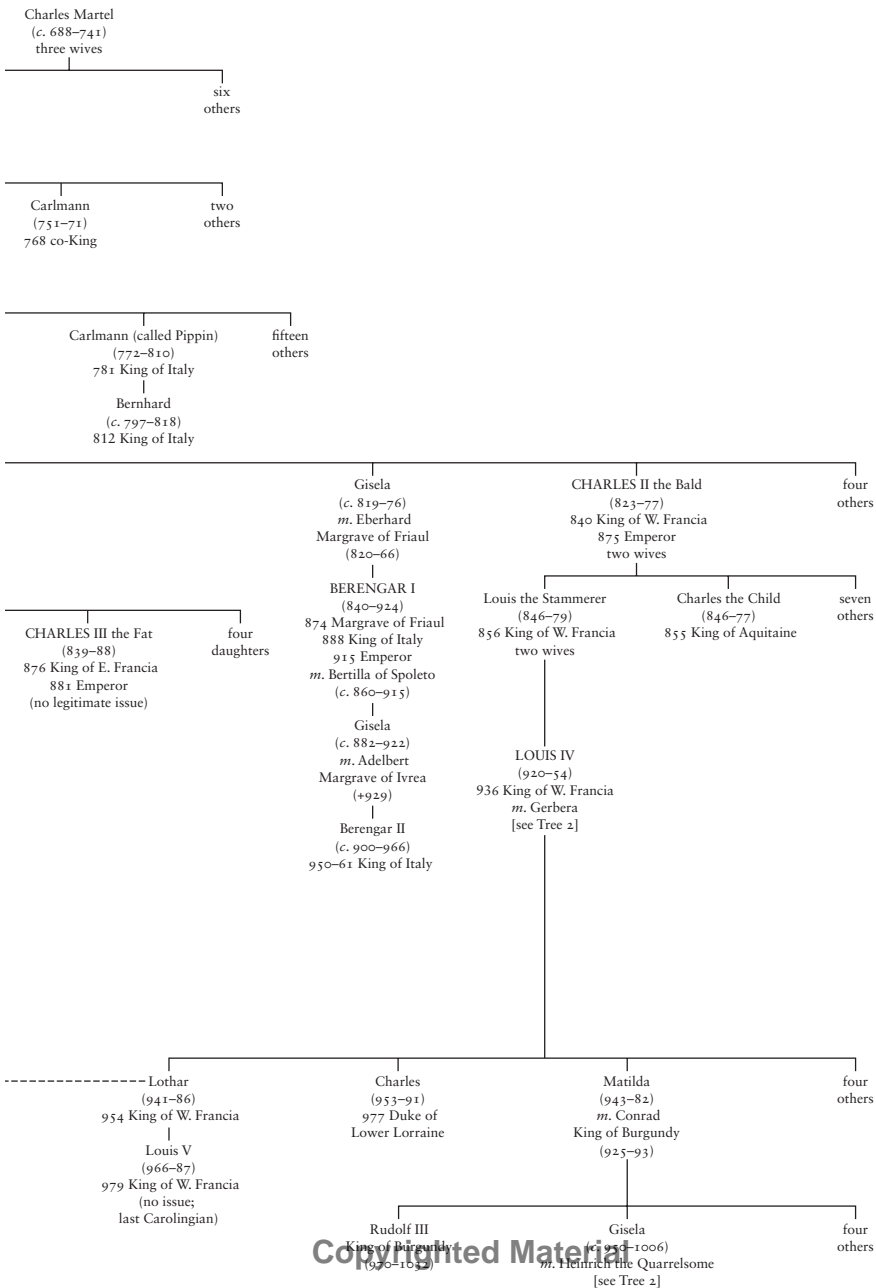 Charles Martel
(c. 688–741)
three wives
six
others
Carlmann
(751–71)
768 co-King
two
others
Carlmann (called Pippin)
(772–810)
781 King of Italy
fifteen
others
Bernhard
(c. 797–818)
812 King of Italy
Gisela
(c. 819–76)
m. Eberhard
Margrave of Friaul
(820–66)
CHARLES II the Bald
(823–77)
840 King of W. Francia
875 Emperor
two wives
four
others
BERENGAR I
(840–924)
874 Margrave of Friaul
888 King of Italy
915 Emperor
m. Bertilla of Spoleto
(c. 860–915)
Louis the Stammerer
(846–79)
856 King of W. Francia
two wives
Charles the Child
(846–77)
855 King of Aquitaine
seven
others
CHARLES III the Fat
(839–88)
876 King of E. Francia
881 Emperor
(no legitimate issue)
four
daughters
Gisela
(c. 882–922)
m. Adelbert
Margrave of Ivrea
(+929)
LOUIS IV
(920–54)
936 King of W. Francia
m. Gerbera
[see Tree 2]
Berengar II
(c. 900–966)
950–61 King of Italy
Lothar
(941–86)
954 King of W. Francia
Charles
(953–91)
977 Duke of
Lower Lorraine
Matilda
(943–82)
m. Conrad
King of Burgundy
(925–93)
four
others
Louis V
(966–87)
979 King of W. Francia
(no issue;
last Carolingian)
Rudolf III
King of Burgundy
(970–1032)
Gisela
(c. 950–1006)
m. Heinrich the Quarrelsome
[see Tree 2]
four
others
Copyrighted Material